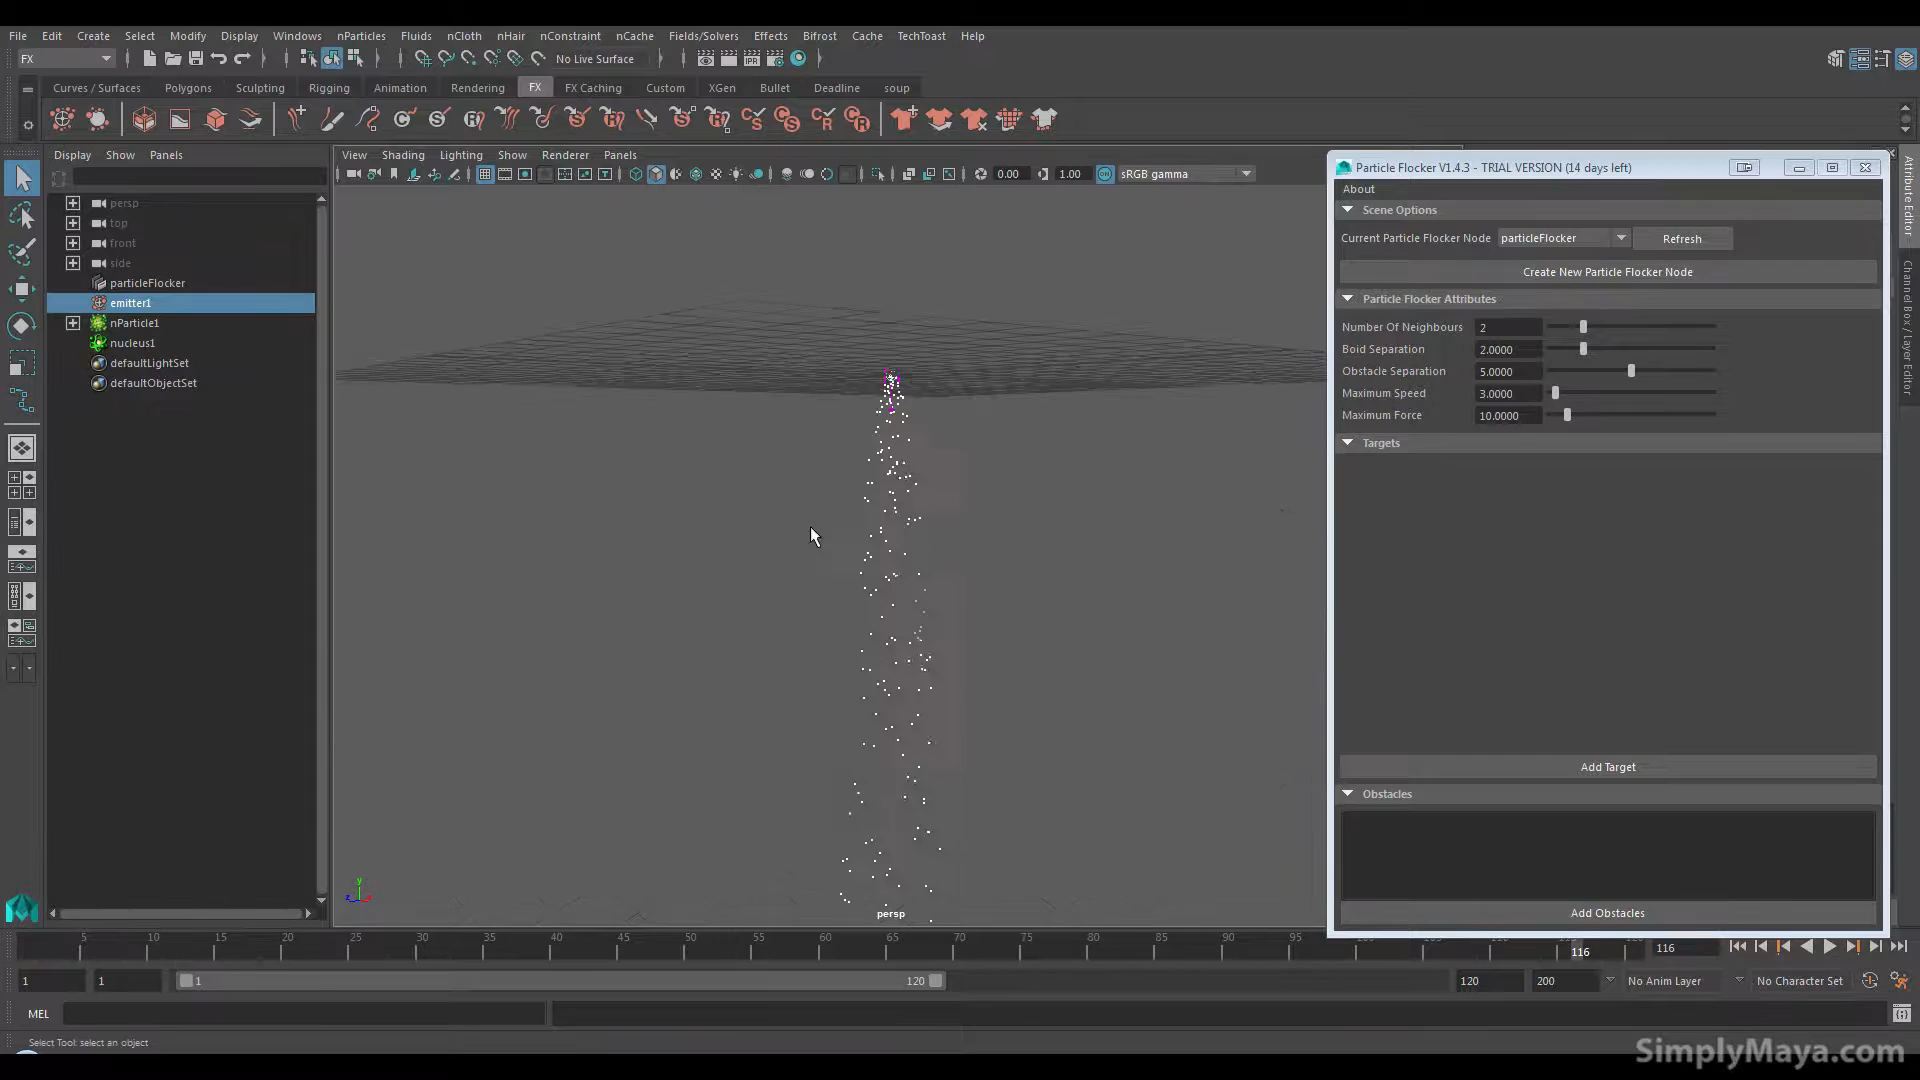 File Edit Create Select Modify Display Windows nParticles Fluids nCloth nHair nConstraint nCache Fields/Solvers Effects Bifrost Cache TechToast Help
FX No Live Surface
Curves / Surfaces Polygons Sculpting Rigging Animation Rendering FX FX Caching Custom XGen Bullet Deadline soup
Display Show Panels
View Shading Lighting Show Renderer Panels
0.00 1.00 sRGB gamma
persp
top
front
side
particleFlocker
emitter1
nParticle1
nucleus1
defaultLightSet
defaultObjectSet
persp
Particle Flocker V1.4.3 - TRIAL VERSION (14 days left)
About
Scene Options
Current Particle Flocker Node particleFlocker Refresh
Create New Particle Flocker Node
Particle Flocker Attributes
Number Of Neighbours 2
Boid Separation 2.0000
Obstacle Separation 5.0000
Maximum Speed 3.0000
Maximum Force 10.0000
Targets
Add Target
Obstacles
Add Obstacles
Attribute Editor
Channel Box / Layer Editor
5 10 15 20 25 30 35 40 45 50 55 60 65 70 75 80 85 90 95
116 116
1 1 1 120 120 200 No Anim Layer No Character Set
MEL
Select Tool: select an object
SimplyMaya.com